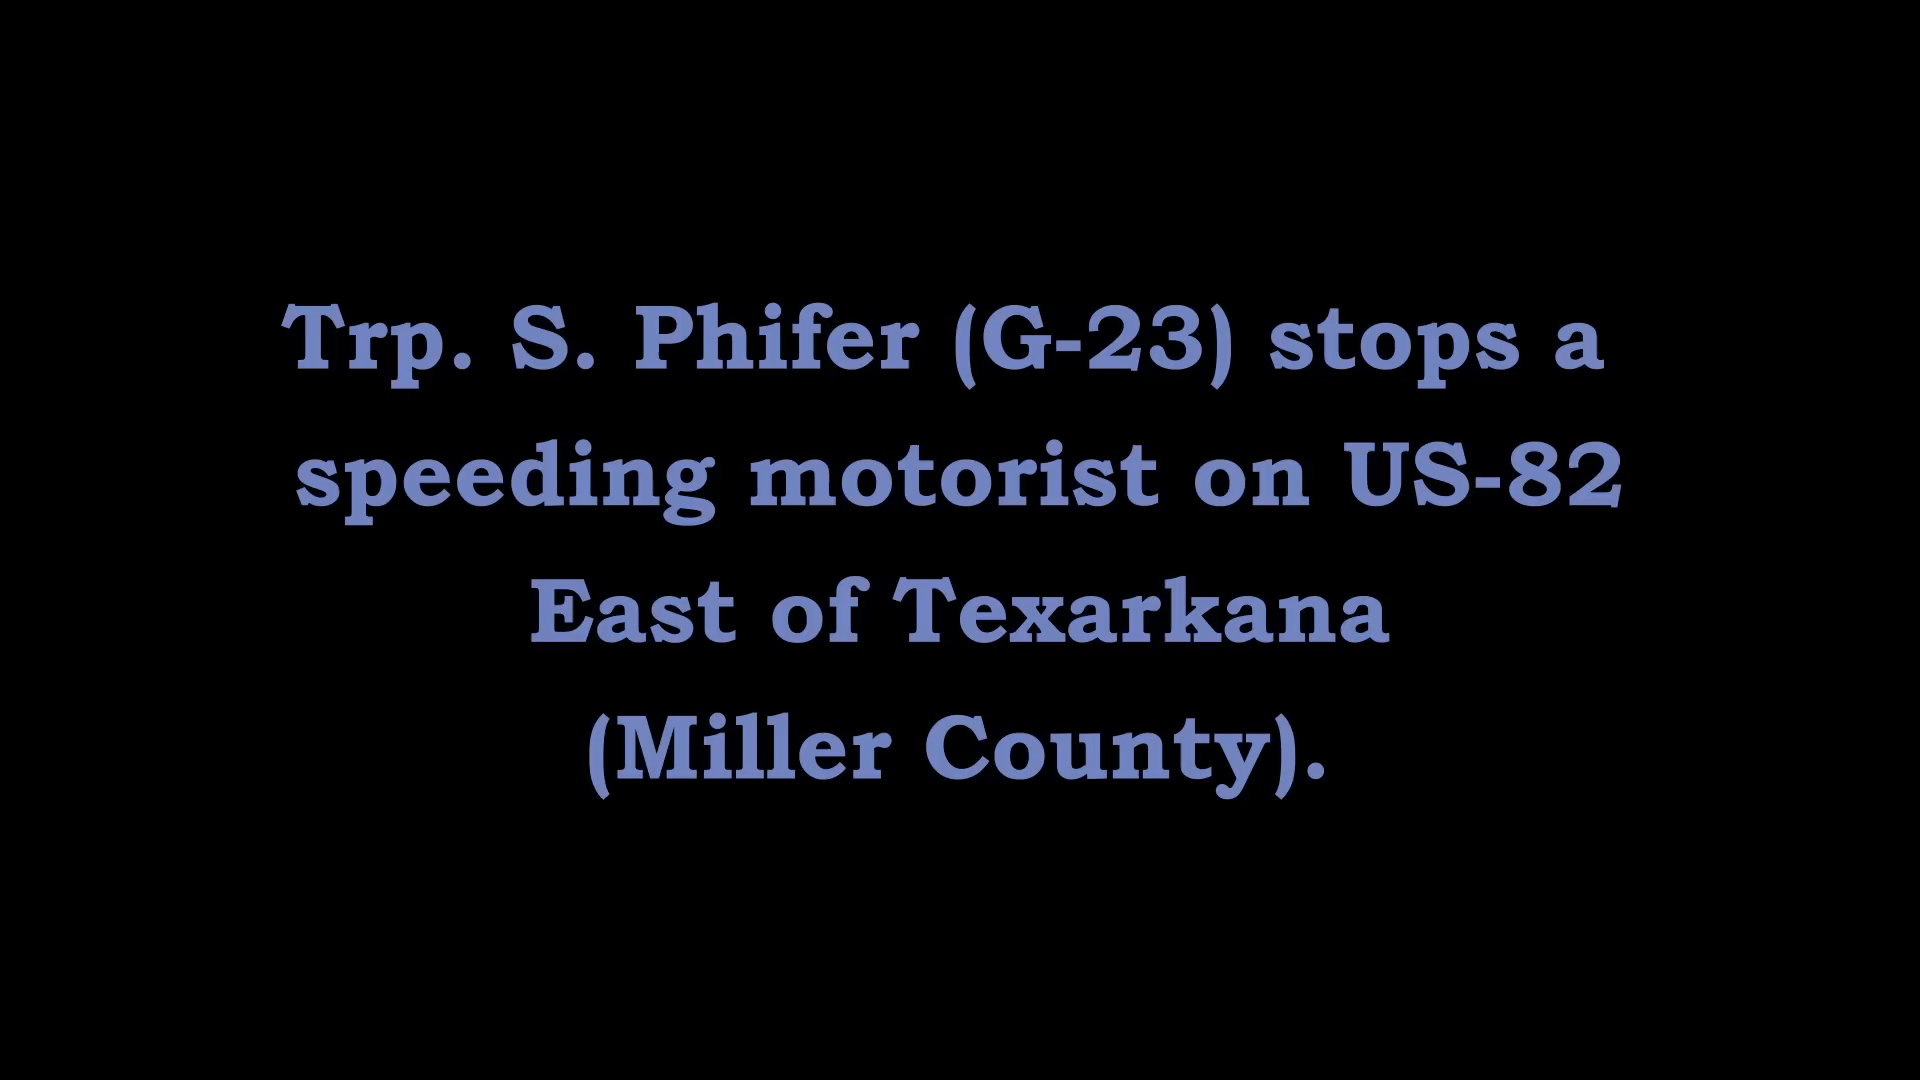 Trp. S. Phifer (G-23) stops a
speeding motorist on US-82
East of Texarkana
(Miller County).